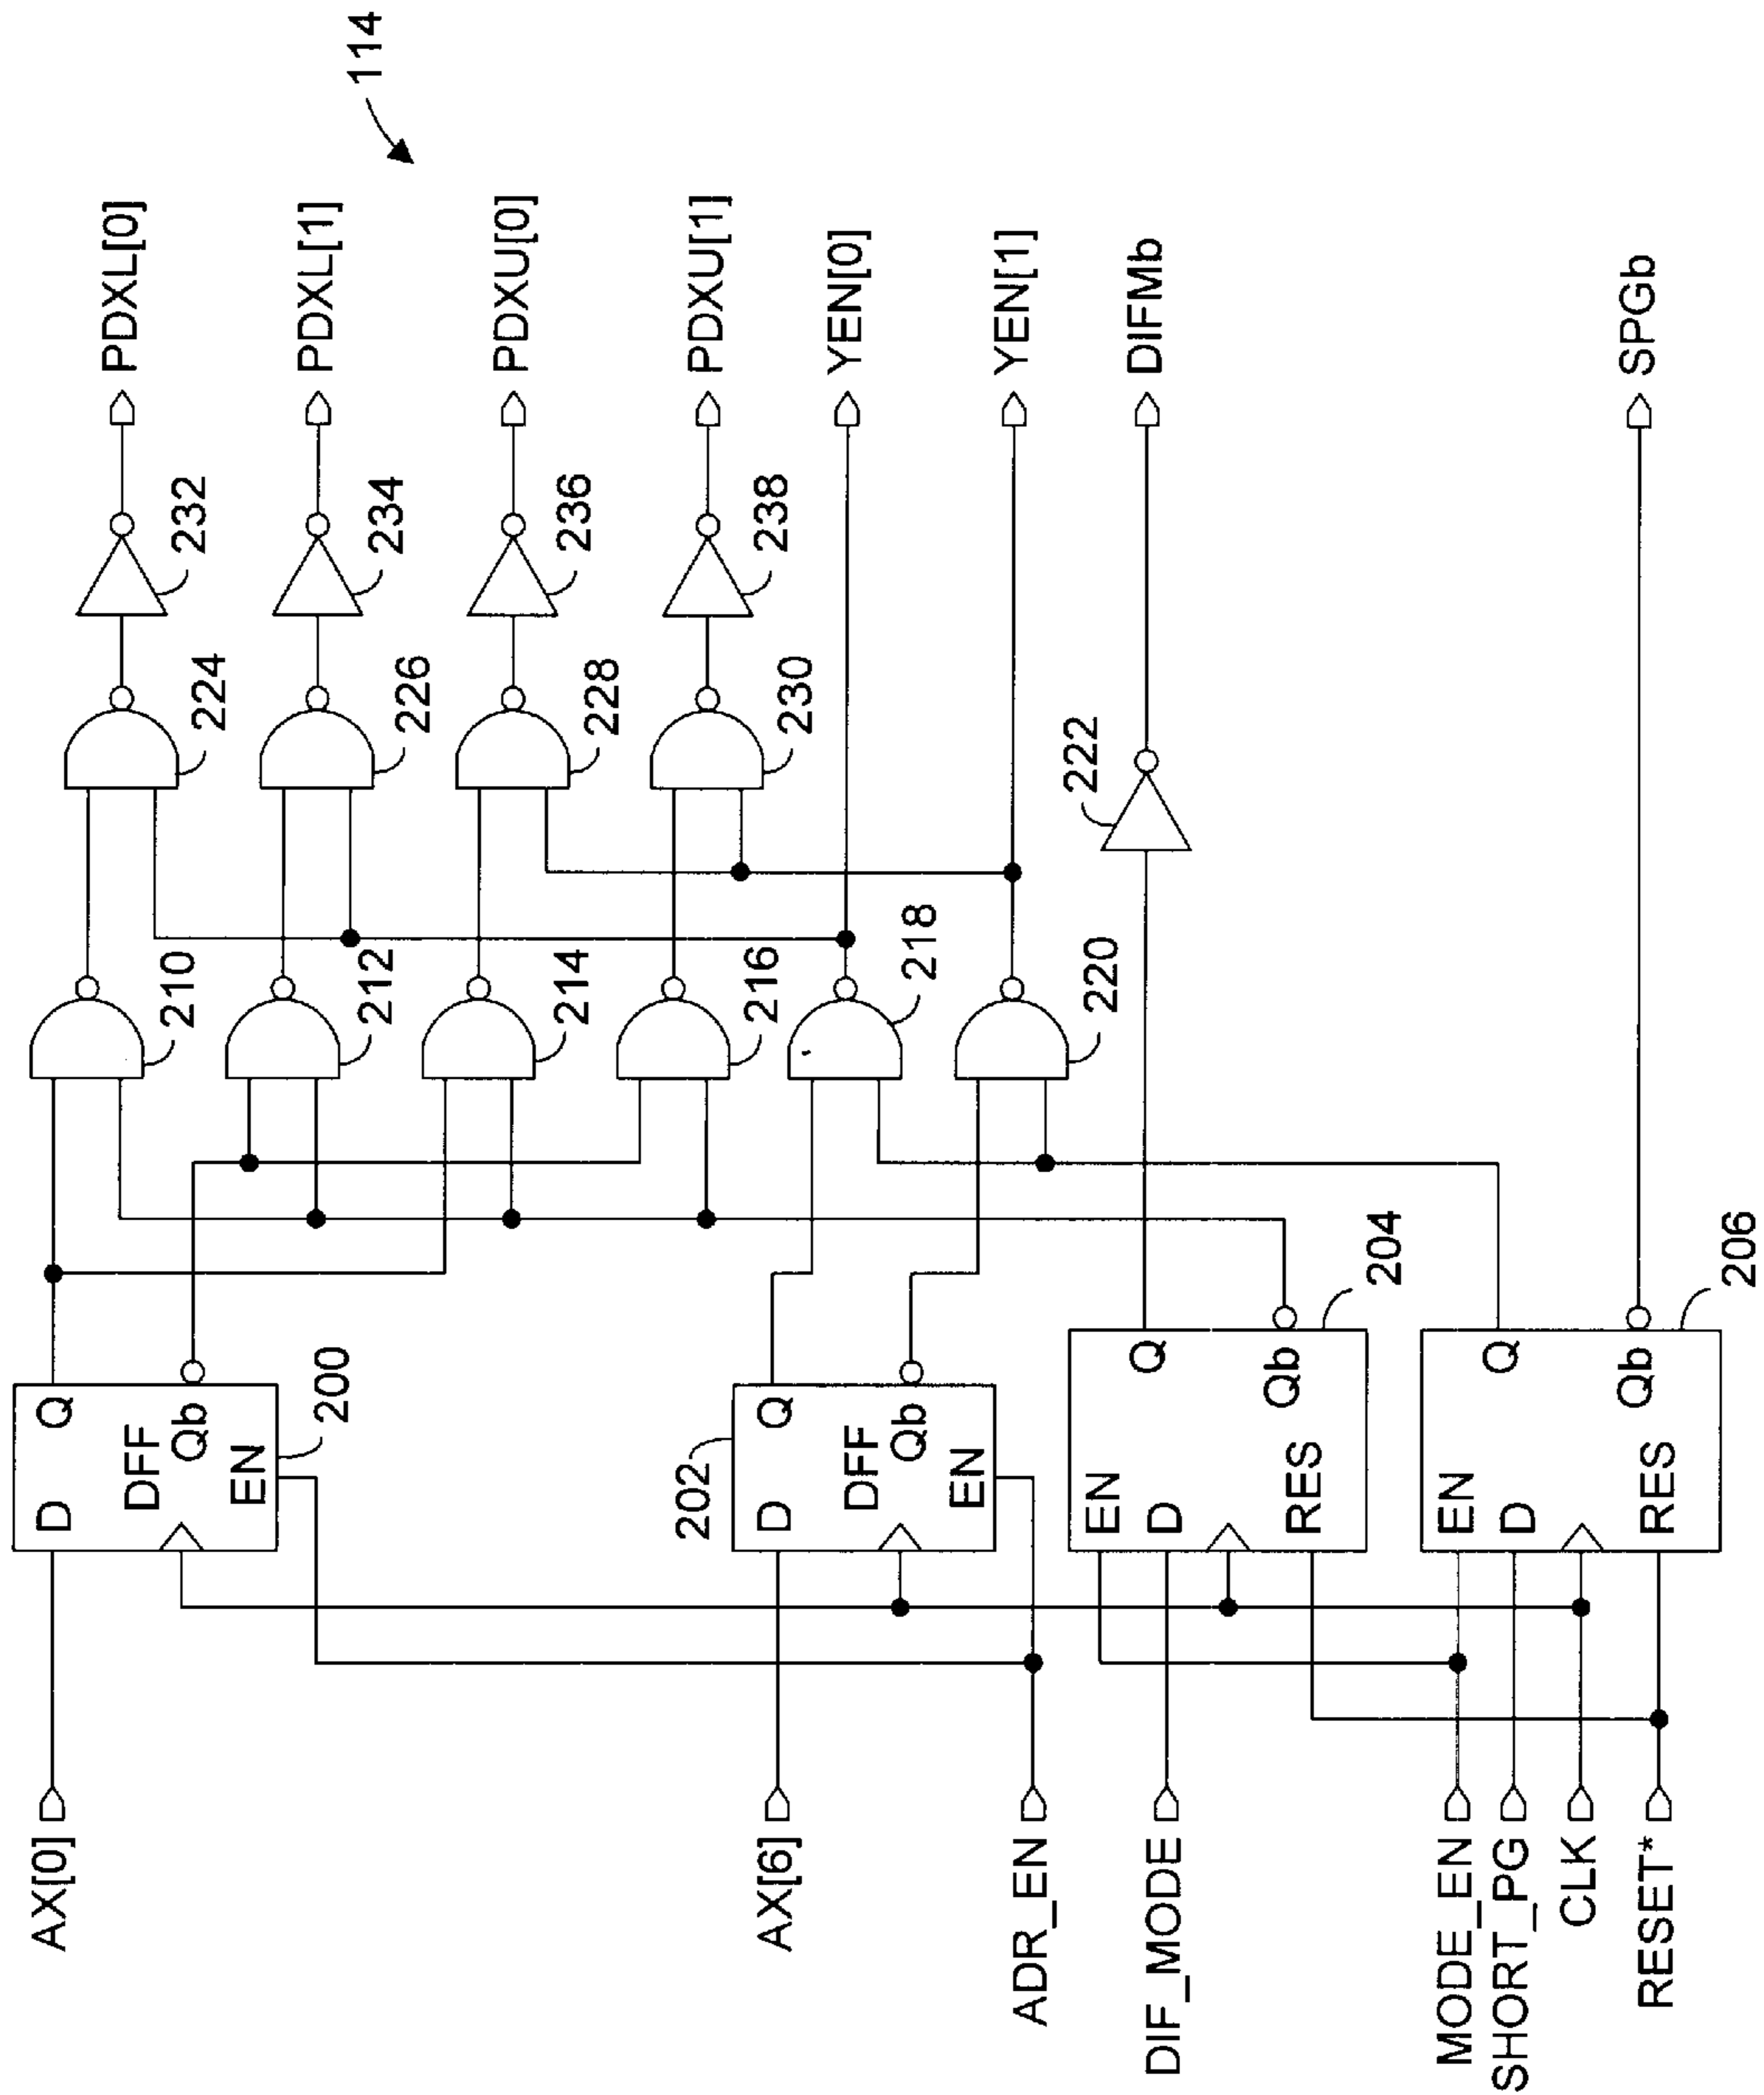 114
AX[0]
D
Q
DFF
Qb
EN
200
210
224
232
PDXL[0]
212
226
234
PDXL[1]
214
228
236
PDXU[0]
216
230
238
PDXU[1]
AX[6]
202
D
Q
DFF
Qb
EN
218
YEN[0]
ADR_EN
220
YEN[1]
DIF_MODE
EN
D
RES
Q
Qb
204
222
DIFMb
MODE_EN
SHORT_PG
CLK
RESET*
EN
D
RES
Q
Qb
206
SPGb